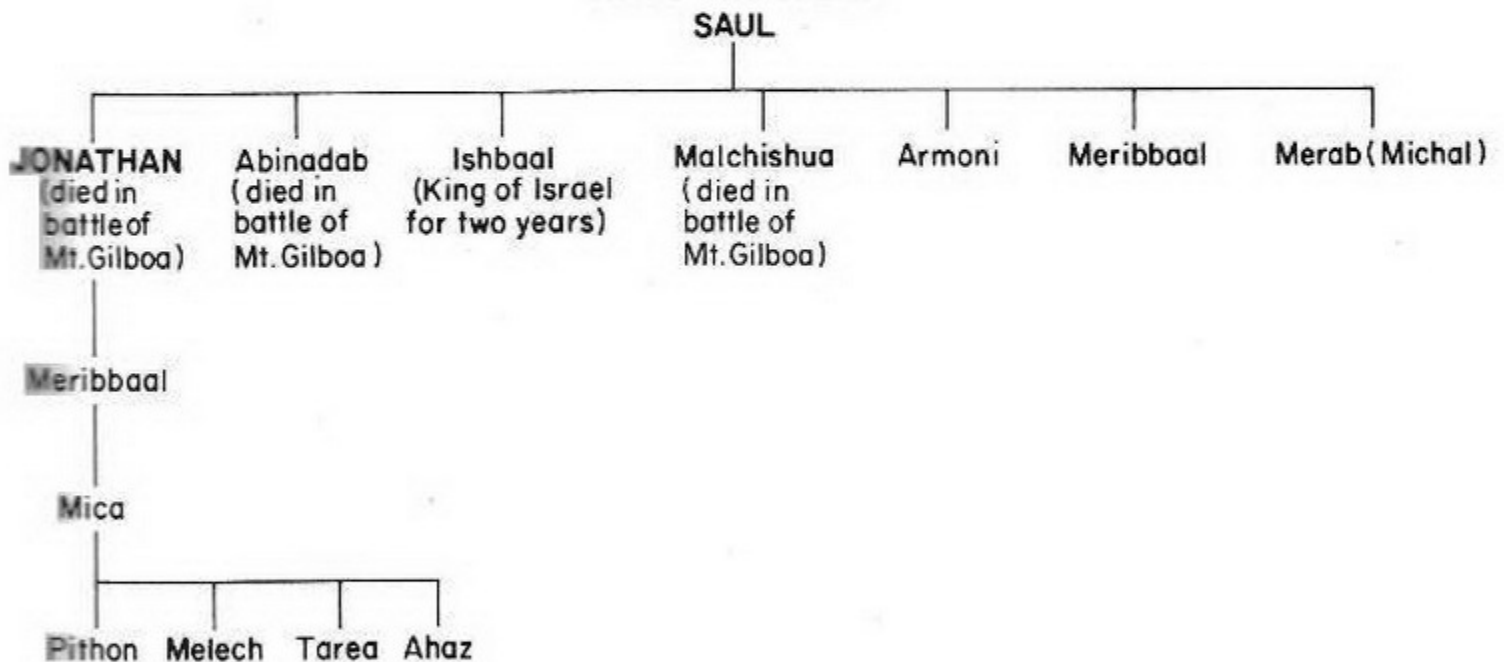 SAUL
JONATHAN
(died in
battle of
Mt. Gilboa)
Abinadab
(died in
battle of
Mt. Gilboa)
Ishbaal
(King of Israel
for two years)
Malchishua
(died in
battle of
Mt. Gilboa)
Armoni
Meribbaal
Merab (Michal)
Meribbaal
Mica
Pithon Melech Tarea Ahaz